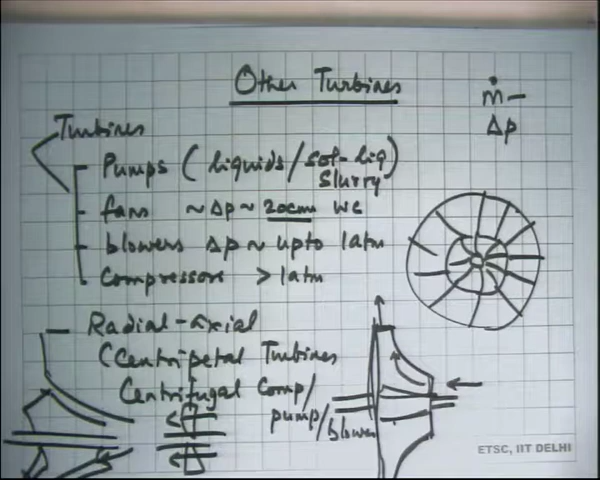 Other Turbines
ṁ –
Δp
Turbines
Pumps (liquids/sol-liq slurry)
fans ~Δp~ 20cm WC
blowers Δp ~ upto 1atm
Compressors > 1atm
Radial-axial
(Centripetal Turbines
Centrifugal Comp/
pump/blower
ETSC, IIT DELHI